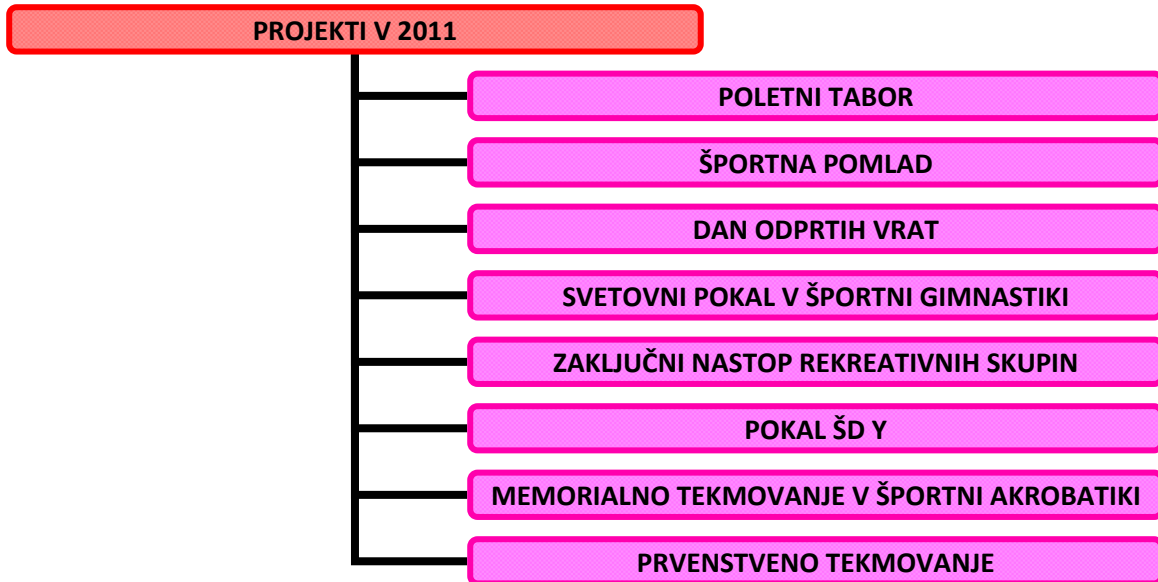 PROJEKTI V 2011
POLETNI TABOR
ŠPORTNA POMLAD
DAN ODPRTIH VRAT
SVETOVNI POKAL V ŠPORTNI GIMNASTIKI
ZAKLJUČNI NASTOP REKREATIVNIH SKUPIN
POKAL ŠD Y
MEMORIALNO TEKMOVANJE V ŠPORTNI AKROBATIKI
PRVENSTVENO TEKMOVANJE